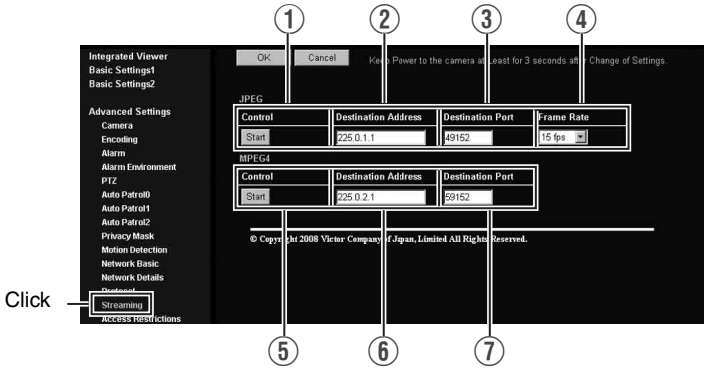 ① ② ③ ④
Integrated Viewer
Basic Settings1
Basic Settings2
OK Cancel Keep Power to the camera at Least for 3 seconds after Change of Settings.
Advanced Settings
Camera
Encoding
Alarm
Alarm Environment
PTZ
Auto Patrol0
Auto Patrol1
Auto Patrol2
Privacy Mask
Motion Detection
Network Basic
Network Details
Protocol
Streaming
Access Restrictions
Click
JPEG
Control Destination Address Destination Port Frame Rate
Start 225.0.1.1 49152 15 fps
MPEG4
Control Destination Address Destination Port
Start 225.0.2.1 59152
© Copyright 2008 Victor Company of Japan, Limited All Rights Reserved.
⑤ ⑥ ⑦